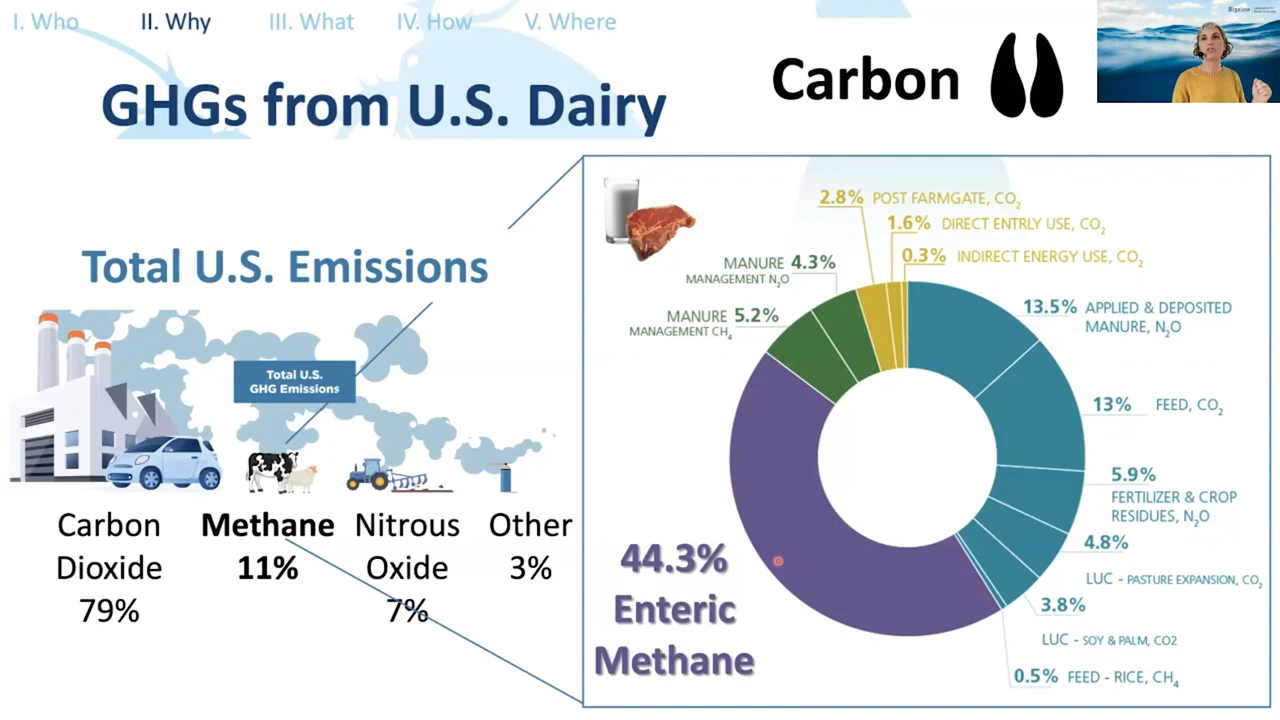 I. Who II. Why III. What IV. How V. Where
Bigelow
GHGs from U.S. Dairy
Carbon
Total U.S. Emissions
Total U.S.
GHG Emissions
Carbon
Dioxide
79%
Methane
11%
Nitrous
Oxide
7%
Other
3%
2.8% POST FARMGATE, CO₂
1.6% DIRECT ENTRLY USE, CO₂
0.3% INDIRECT ENERGY USE, CO₂
MANURE 4.3%
MANAGEMENT N₂O
MANURE 5.2%
MANAGEMENT CH₄
13.5% APPLIED & DEPOSITED
MANURE, N₂O
13% FEED, CO₂
5.9%
FERTILIZER & CROP
RESIDUES, N₂O
4.8%
LUC - PASTURE EXPANSION, CO₂
3.8%
LUC - SOY & PALM, CO2
0.5% FEED - RICE, CH₄
44.3%
Enteric
Methane